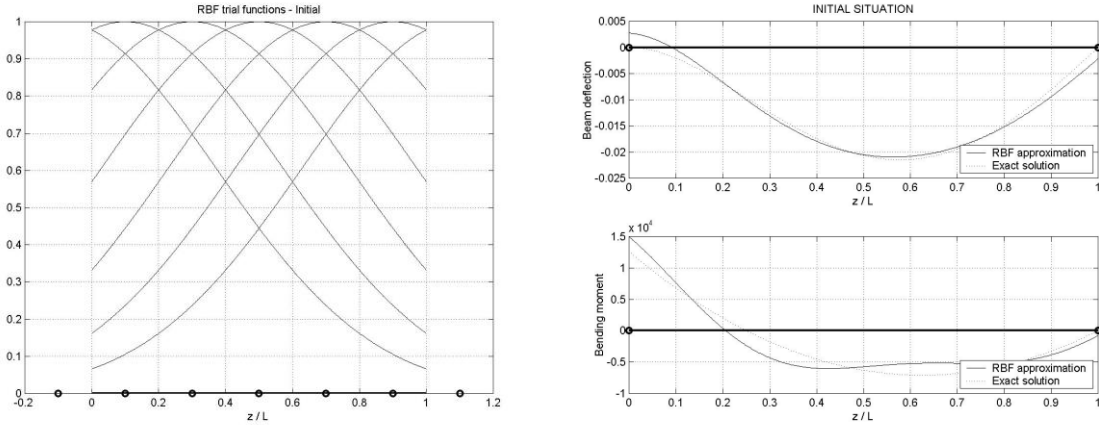 RBF trial functions - Initial
1
0.9
0.8
0.7
0.6
0.5
0.4
0.3
0.2
0.1
0
-0.2 0 0.2 0.4 0.6 0.8 1 1.2
z / L
INITIAL SITUATION
0.005
0
-0.005
-0.01
-0.015
-0.02
-0.025
Beam deflection
RBF approximation
Exact solution
0 0.1 0.2 0.3 0.4 0.5 0.6 0.7 0.8 0.9 1
z / L
x 10^4
1.5
1
0.5
0
-0.5
-1
Bending moment
RBF approximation
Exact solution
0 0.1 0.2 0.3 0.4 0.5 0.6 0.7 0.8 0.9 1
z / L